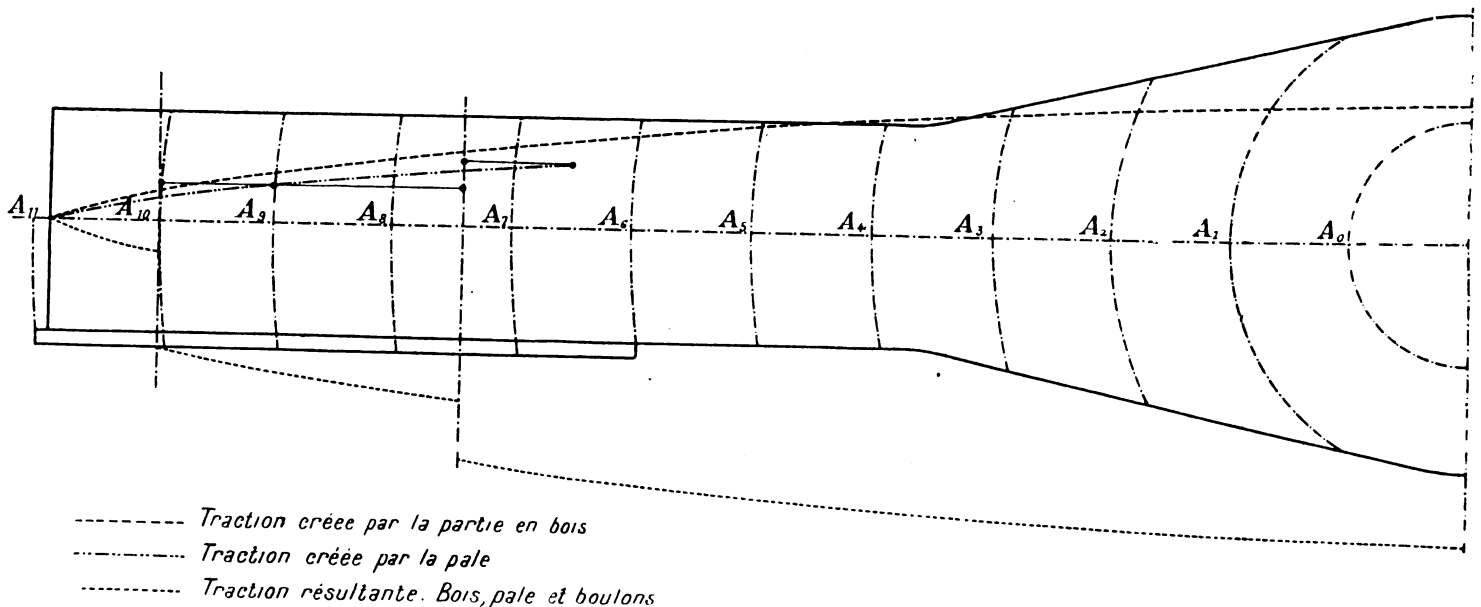 A₁₁ A₁₀ A₉ A₈ A₇ A₆ A₅ A₄ A₃ A₂ A₁ A₀
Traction créée par la partie en bois
Traction créée par la pale
Traction résultante. Bois, pale et boulons